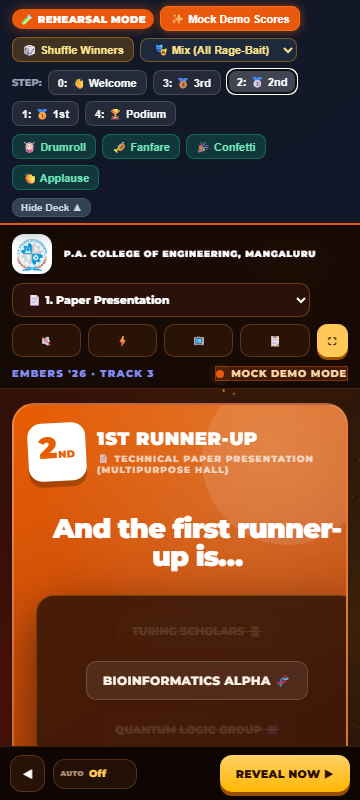 🧪 REHEARSAL MODE
✨ Mock Demo Scores
🎲 Shuffle Winners
🎭 Mix (All Rage-Bait)
STEP:
0: 👋 Welcome
3: 🥉 3rd
2: 🥈 2nd
1: 🥇 1st
4: 🏆 Podium
🥁 Drumroll
🎺 Fanfare
🎉 Confetti
👏 Applause
Hide Deck ▲
P.A. COLLEGE OF ENGINEERING, MANGALURU
📄 1. Paper Presentation
EMBERS '26 • TRACK 3
MOCK DEMO MODE
2ND
1ST RUNNER-UP
📄 TECHNICAL PAPER PRESENTATION
(MULTIPURPOSE HALL)
And the first runner-
up is...
TURING SCHOLARS
BIOINFORMATICS ALPHA 🧬
QUANTUM LOGIC GROUP
◀
AUTO Off
REVEAL NOW ▶